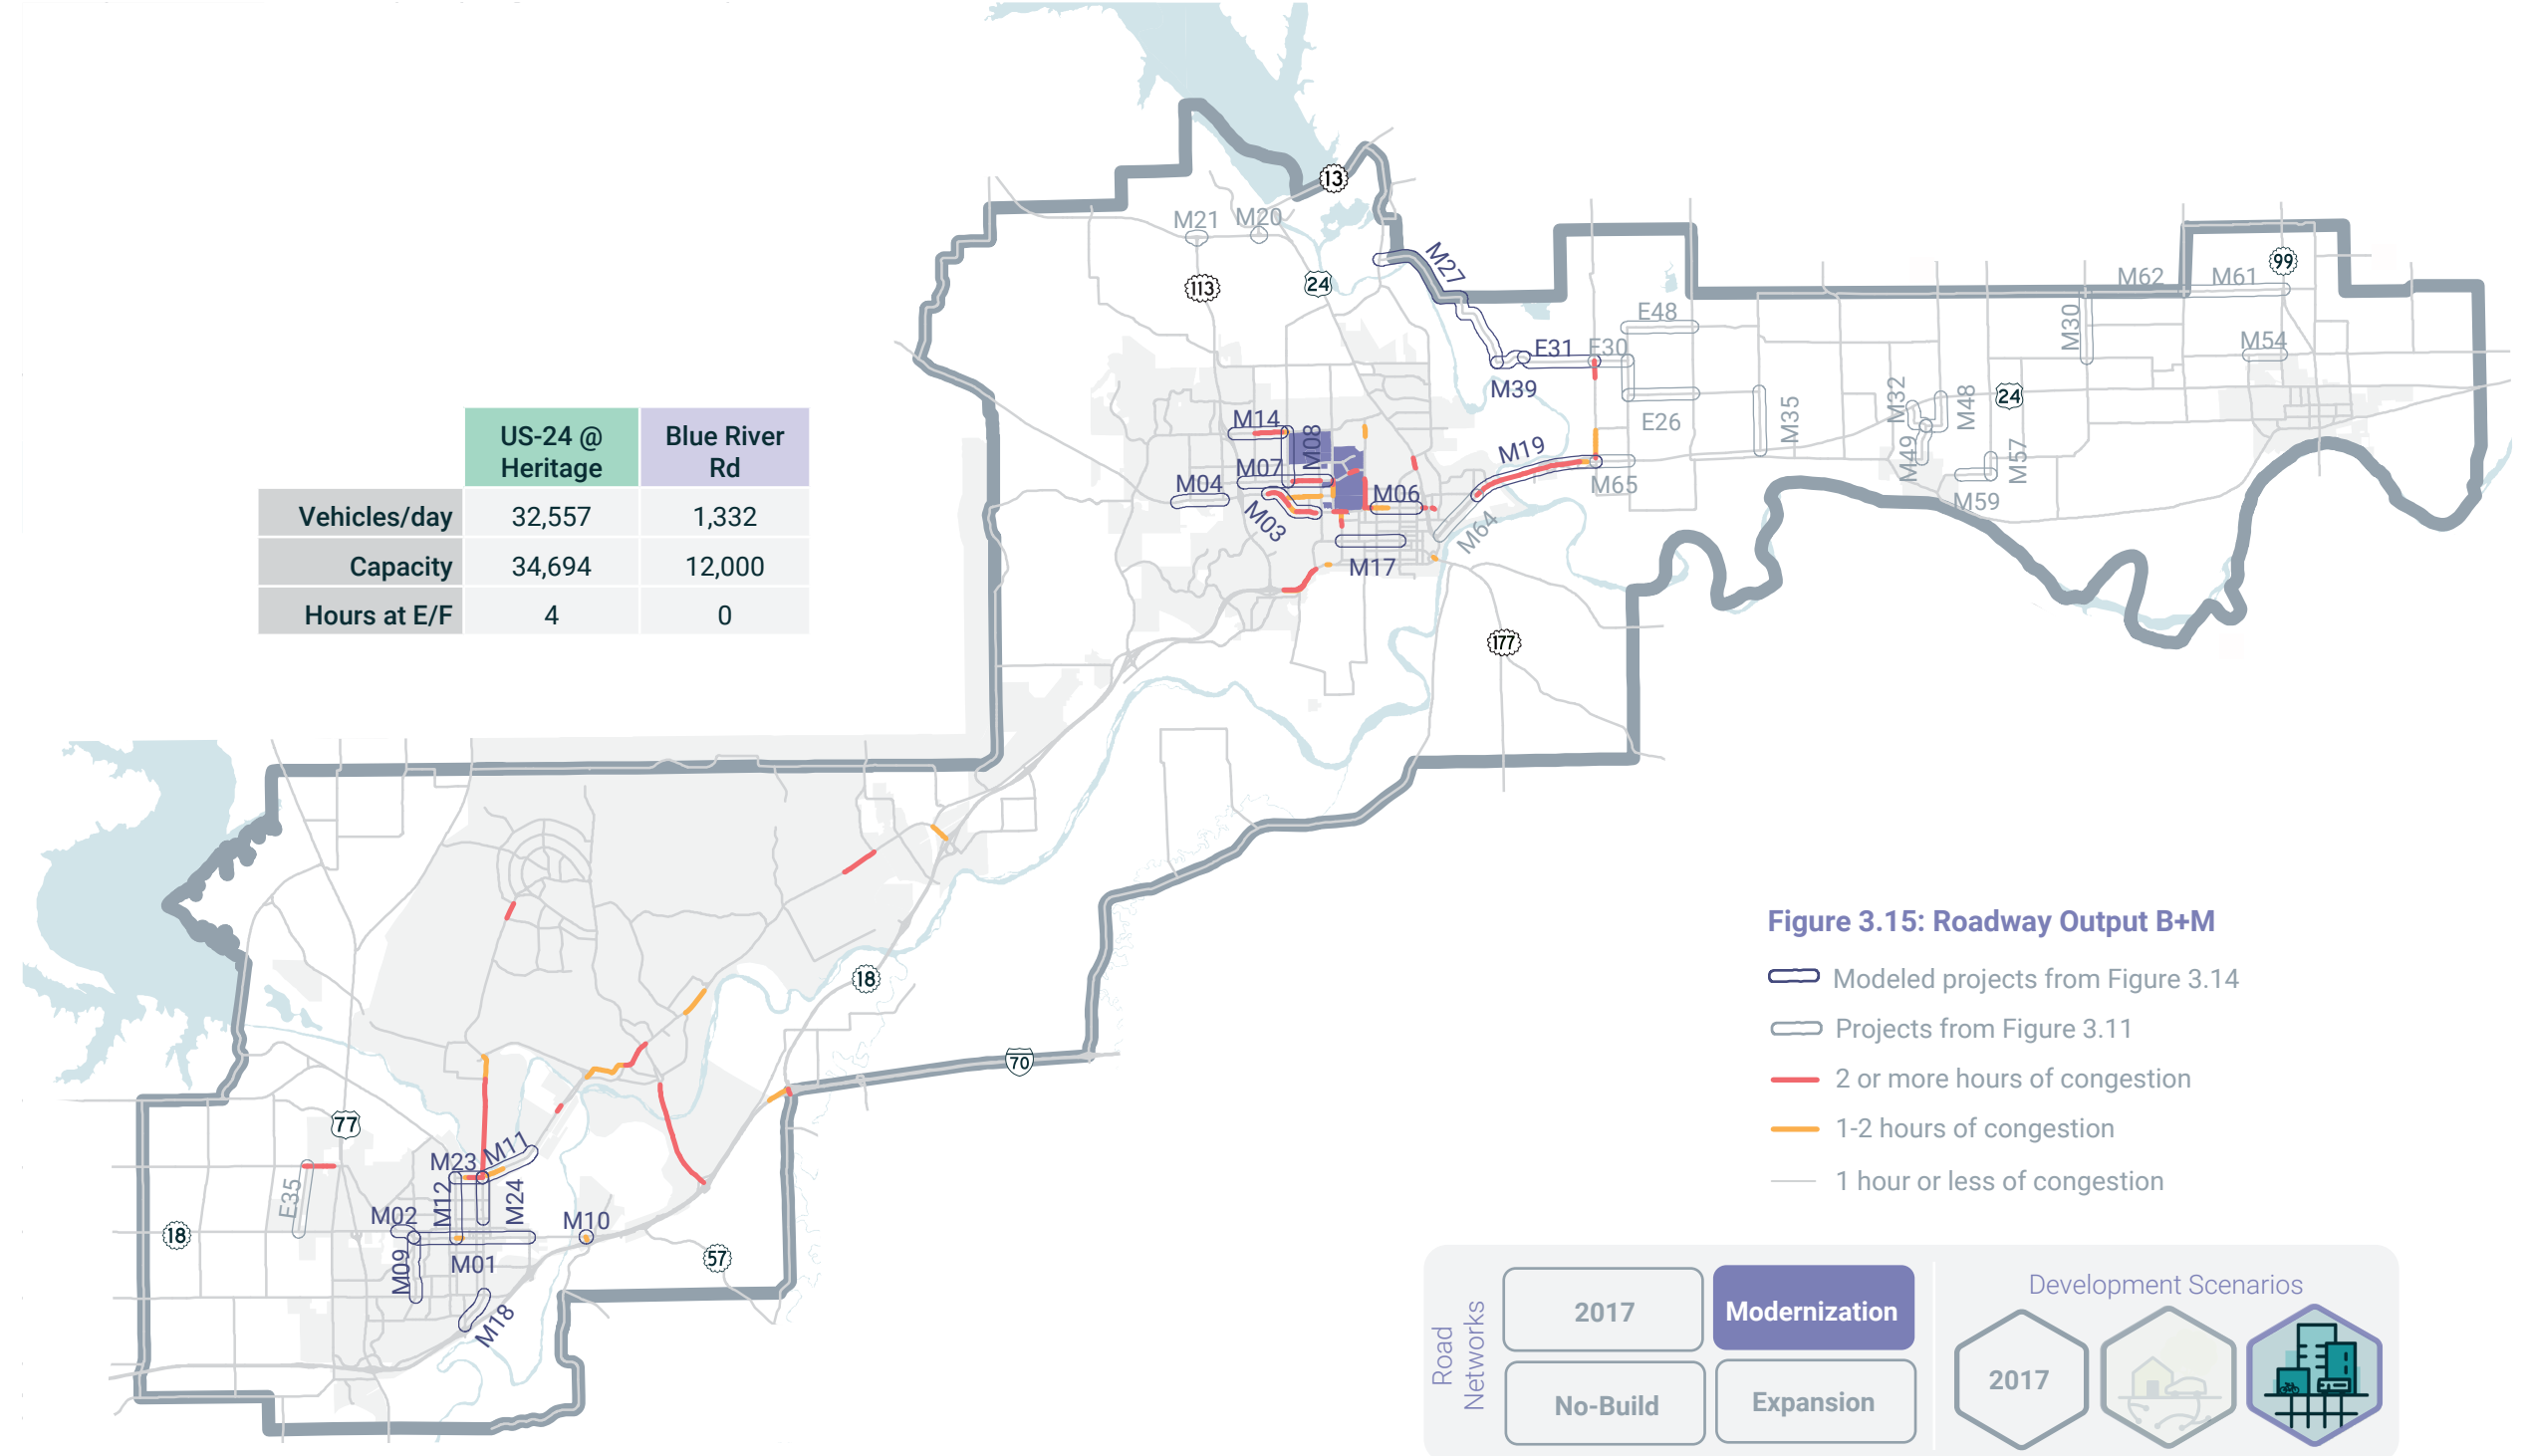 13
M21
M20
113
24
M27
99
M62
M61
E48
M30
E31
E30
M54
M39
M32
M48
24
M35
E26
M14
M08
M19
M07
M49
M57
M04
M06
M65
M59
M03
M64
M17
177
US-24 @
Heritage
Blue River
Rd
Vehicles/day 32,557 1,332
Capacity 34,694 12,000
Hours at E/F 4 0
18
70
77
M11
M23
E35
M12
M24
M02
M10
18
M09
M01
57
M18
Figure 3.15: Roadway Output B+M
Modeled projects from Figure 3.14
Projects from Figure 3.11
2 or more hours of congestion
1-2 hours of congestion
1 hour or less of congestion
Road
Networks
2017
Modernization
No-Build
Expansion
Development Scenarios
2017